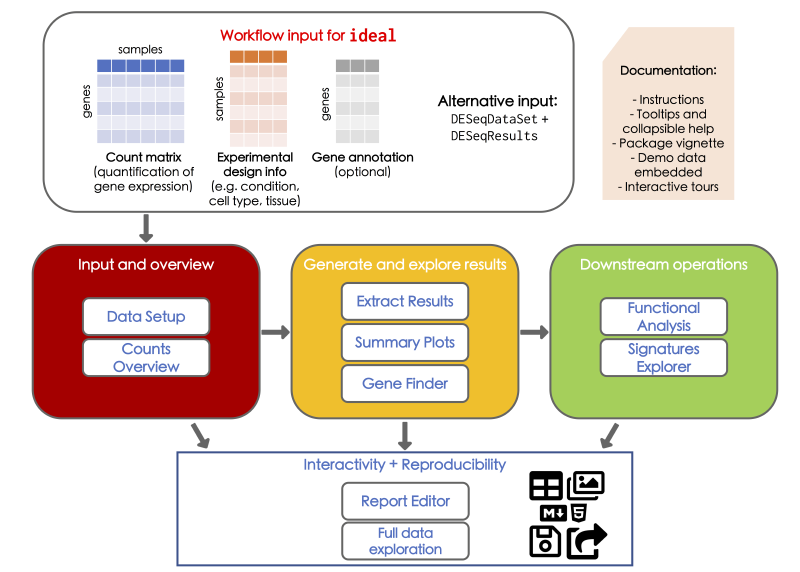 Workflow input for ideal
samples
genes
Count matrix
(quantification of
gene expression)
samples
Experimental
design info
(e.g. condition,
cell type, tissue)
genes
Gene annotation
(optional)
Alternative input:
DESeqDataSet +
DESeqResults
Documentation:
- Instructions
- Tooltips and
collapsible help
- Package vignette
- Demo data
embedded
- Interactive tours
Input and overview
Data Setup
Counts
Overview
Generate and explore results
Extract Results
Summary Plots
Gene Finder
Downstream operations
Functional
Analysis
Signatures
Explorer
Interactivity + Reproducibility
Report Editor
Full data
exploration
M
5